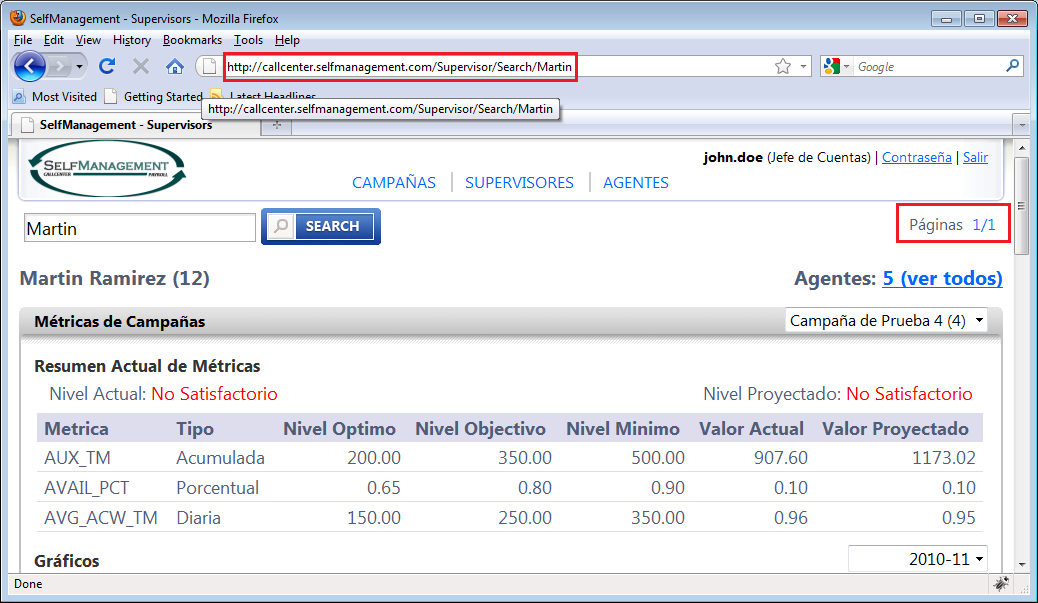 SelfManagement - Supervisors - Mozilla Firefox
File Edit View History Bookmarks Tools Help
http://callcenter.selfmanagement.com/Supervisor/Search/Martin Google
Most Visited Getting Started Latest Headlines
http://callcenter.selfmanagement.com/Supervisor/Search/Martin
SelfManagement - Supervisors
SELFMANAGEMENT
CALLCENTER PAYROLL
john.doe (Jefe de Cuentas) | Contraseña | Salir
CAMPAÑAS SUPERVISORES AGENTES
Martin SEARCH Páginas 1/1
Martin Ramirez (12) Agentes: 5 (ver todos)
Métricas de Campañas Campaña de Prueba 4 (4)
Resumen Actual de Métricas
Nivel Actual: No Satisfactorio Nivel Proyectado: No Satisfactorio
Metrica Tipo Nivel Optimo Nivel Objectivo Nivel Minimo Valor Actual Valor Proyectado
AUX_TM Acumulada 200.00 350.00 500.00 907.60 1173.02
AVAIL_PCT Porcentual 0.65 0.80 0.90 0.10 0.10
AVG_ACW_TM Diaria 150.00 250.00 350.00 0.96 0.95
Gráficos 2010-11
Done